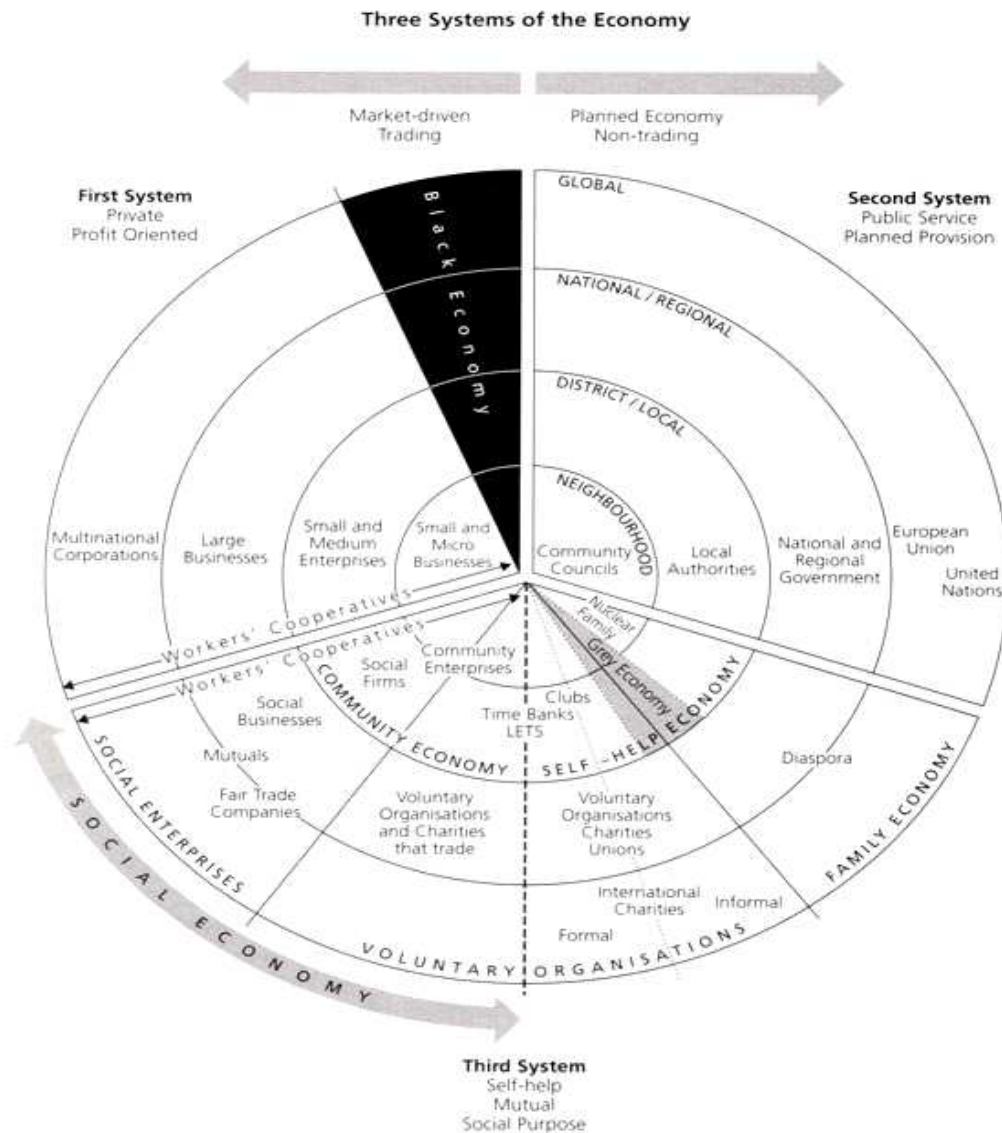 Three Systems of the Economy
Market-driven
Trading
Planned Economy
Non-trading
First System
Private
Profit Oriented
Second System
Public Service
Planned Provision
Black Economy
GLOBAL
NATIONAL / REGIONAL
DISTRICT / LOCAL
NEIGHBOURHOOD
Multinational
Corporations
Large
Businesses
Small and
Medium
Enterprises
Small and
Micro
Businesses
Community
Councils
Local
Authorities
National and
Regional
Government
European
Union
United
Nations
Workers' Cooperatives
Workers' Cooperatives
Nuclear
Family
Grey Economy
Community
Enterprises
Social
Firms
Social
Businesses
Mutuals
Fair Trade
Companies
Clubs
Time Banks
LETS
COMMUNITY ECONOMY
SELF-HELP ECONOMY
Diaspora
Voluntary
Organisations
and Charities
that trade
Voluntary
Organisations
Charities
Unions
International
Charities
Informal
Formal
SOCIAL ENTERPRISES
VOLUNTARY ORGANISATIONS
FAMILY ECONOMY
SOCIAL ECONOMY
Third System
Self-help
Mutual
Social Purpose